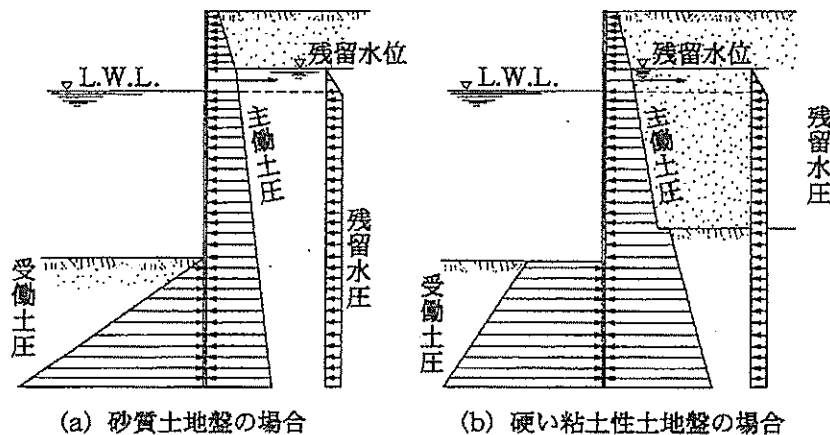 残留水位
L.W.L.
主働土圧
残留水圧
受働土圧
(a) 砂質土地盤の場合
残留水位
L.W.L.
主働土圧
残留水圧
受働土圧
(b) 硬い粘土性土地盤の場合